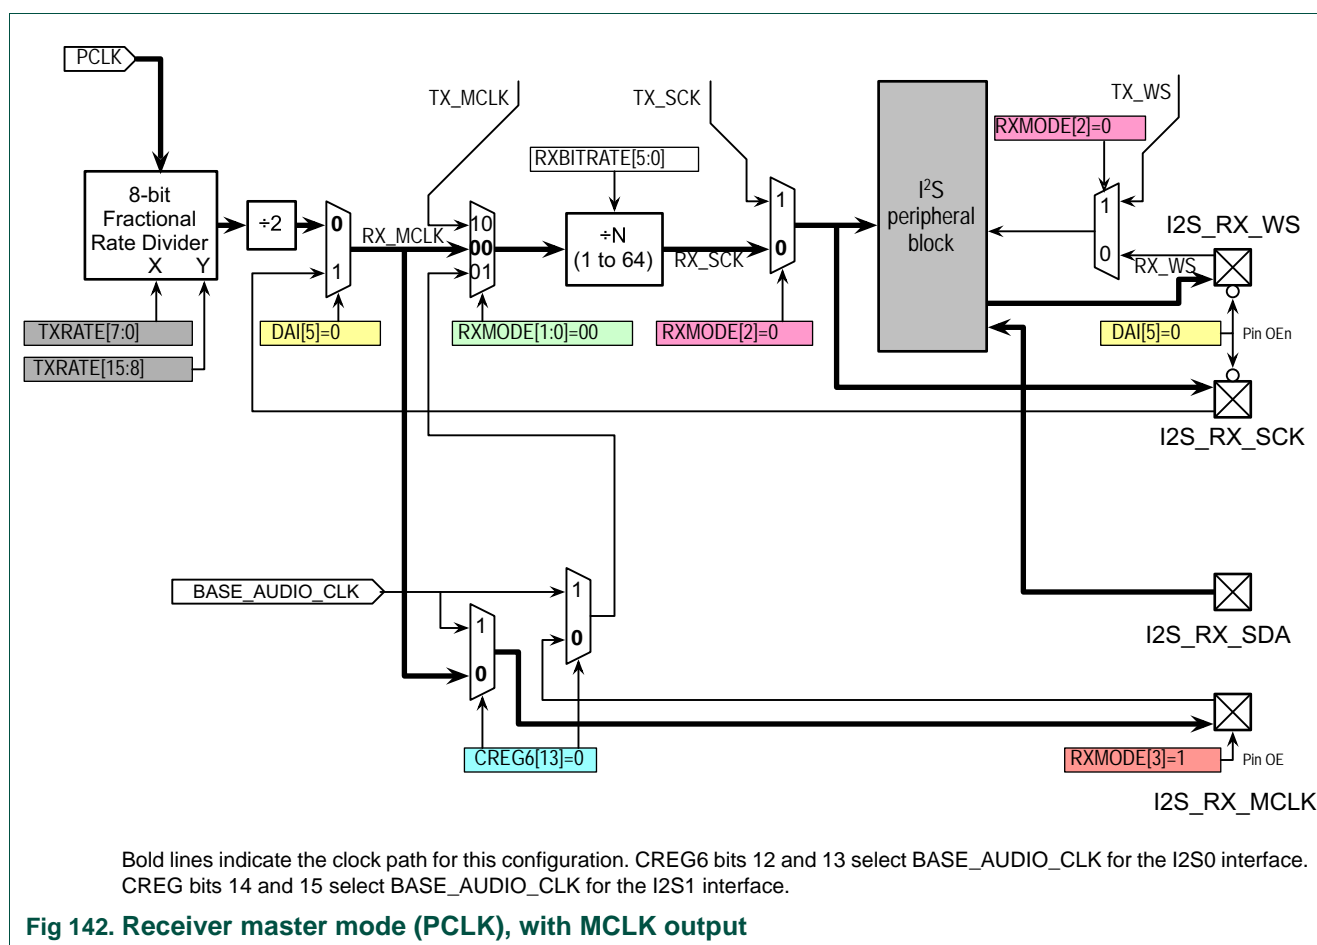 PCLK
TX_MCLK
TX_SCK
TX_WS
RXMODE[2]=0
RXBITRATE[5:0]
8-bit
Fractional
Rate Divider
X Y
÷2
0
1
RX_MCLK
10
00
01
÷N
(1 to 64)
RX_SCK
1
0
I2S
peripheral
block
1
0
I2S_RX_WS
RX_WS
TXRATE[7:0]
DAI[5]=0
RXMODE[1:0]=00
RXMODE[2]=0
DAI[5]=0
Pin OEn
TXRATE[15:8]
I2S_RX_SCK
BASE_AUDIO_CLK
1
0
1
0
I2S_RX_SDA
CREG6[13]=0
RXMODE[3]=1
Pin OE
I2S_RX_MCLK
Bold lines indicate the clock path for this configuration. CREG6 bits 12 and 13 select BASE_AUDIO_CLK for the I2S0 interface.
CREG bits 14 and 15 select BASE_AUDIO_CLK for the I2S1 interface.
Fig 142. Receiver master mode (PCLK), with MCLK output